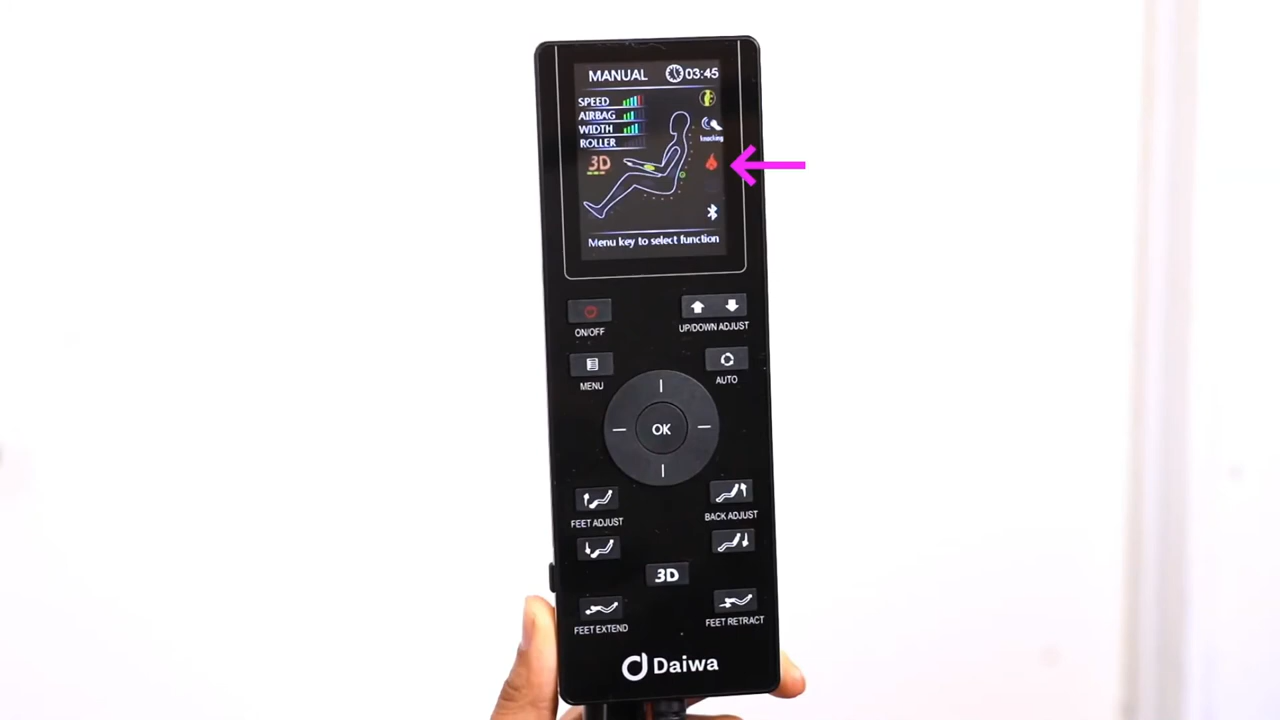 MANUAL 03:45
SPEED
AIRBAG
WIDTH
ROLLER
knocking
3D
Menu key to select function
ON/OFF
UP/DOWN ADJUST
MENU
AUTO
OK
FEET ADJUST
BACK ADJUST
3D
FEET EXTEND
FEET RETRACT
Daiwa